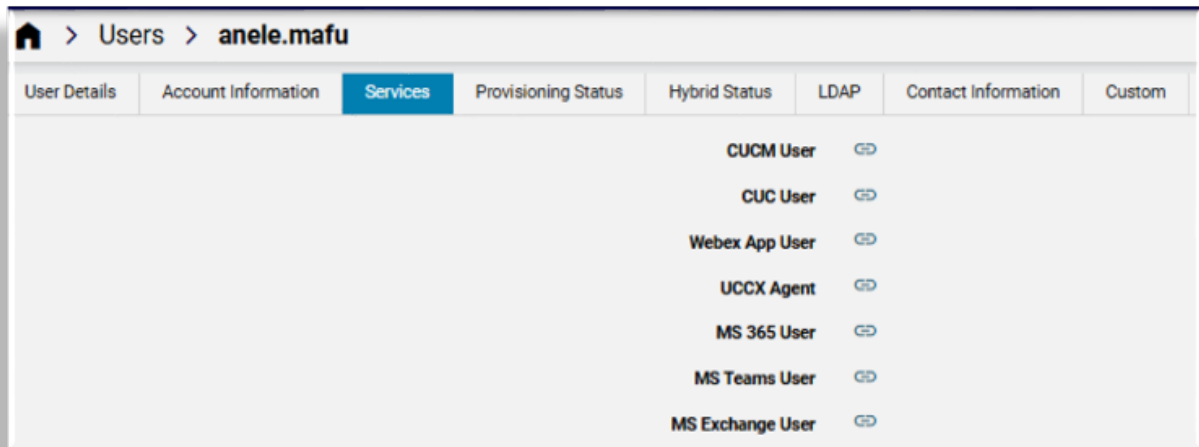 > Users > anele.mafu
User Details Account Information Services Provisioning Status Hybrid Status LDAP Contact Information Custom
CUCM User
CUC User
Webex App User
UCCX Agent
MS 365 User
MS Teams User
MS Exchange User